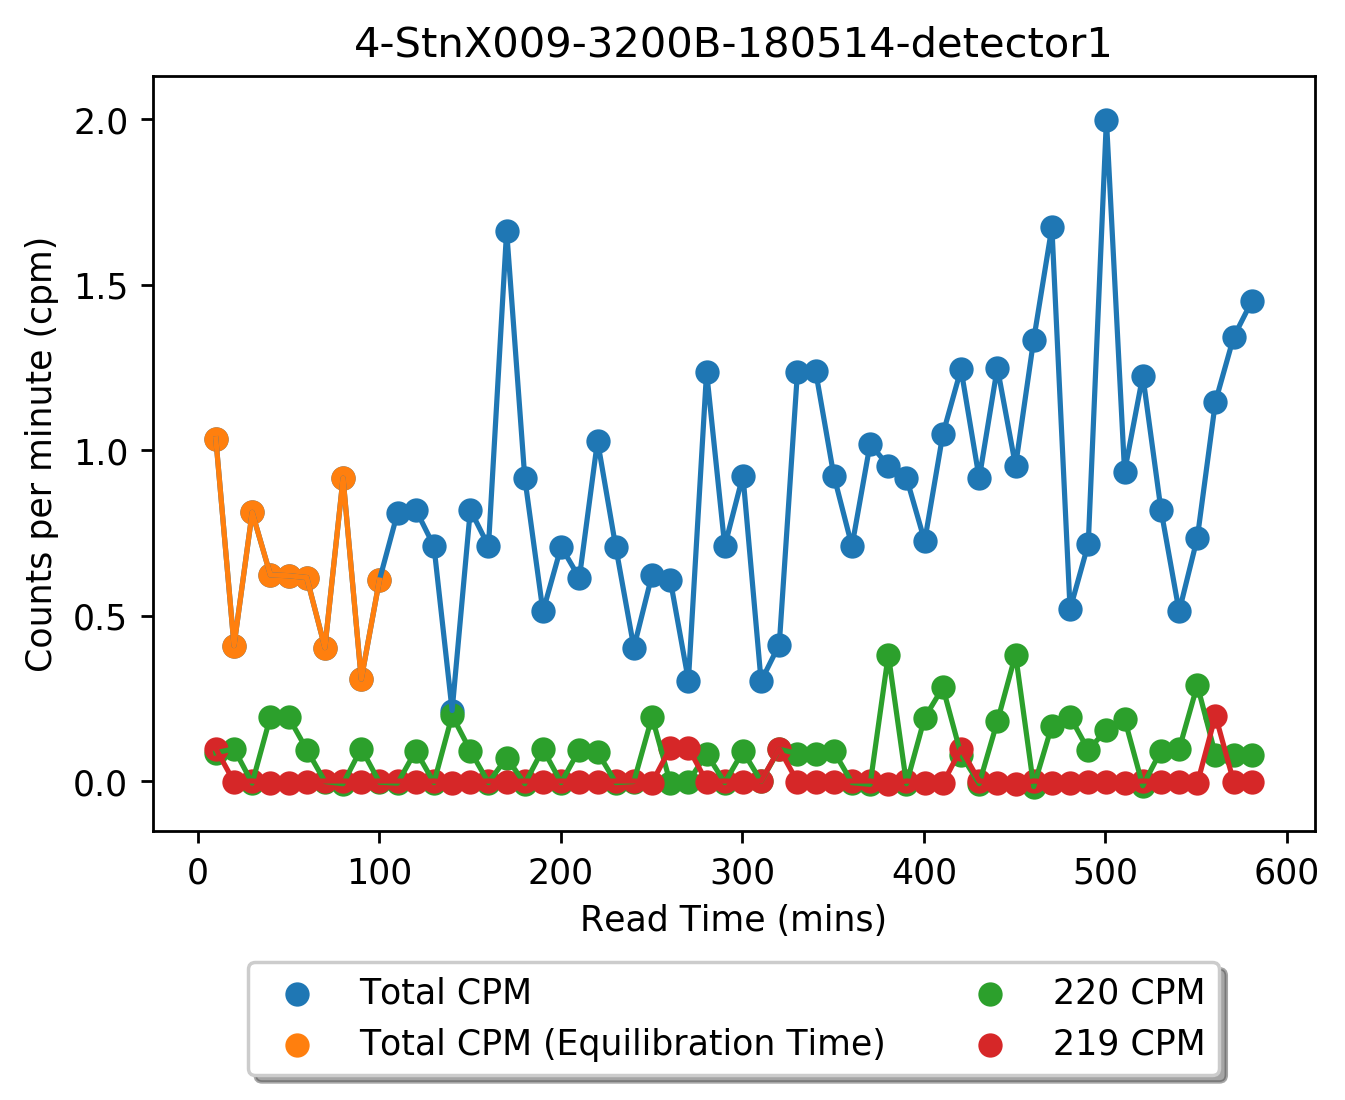 4-StnX009-3200B-180514-detector1
Counts per minute (cpm)
2.0
1.5
1.0
0.5
0.0
0 100 200 300 400 500 600
Read Time (mins)
Total CPM
Total CPM (Equilibration Time)
220 CPM
219 CPM